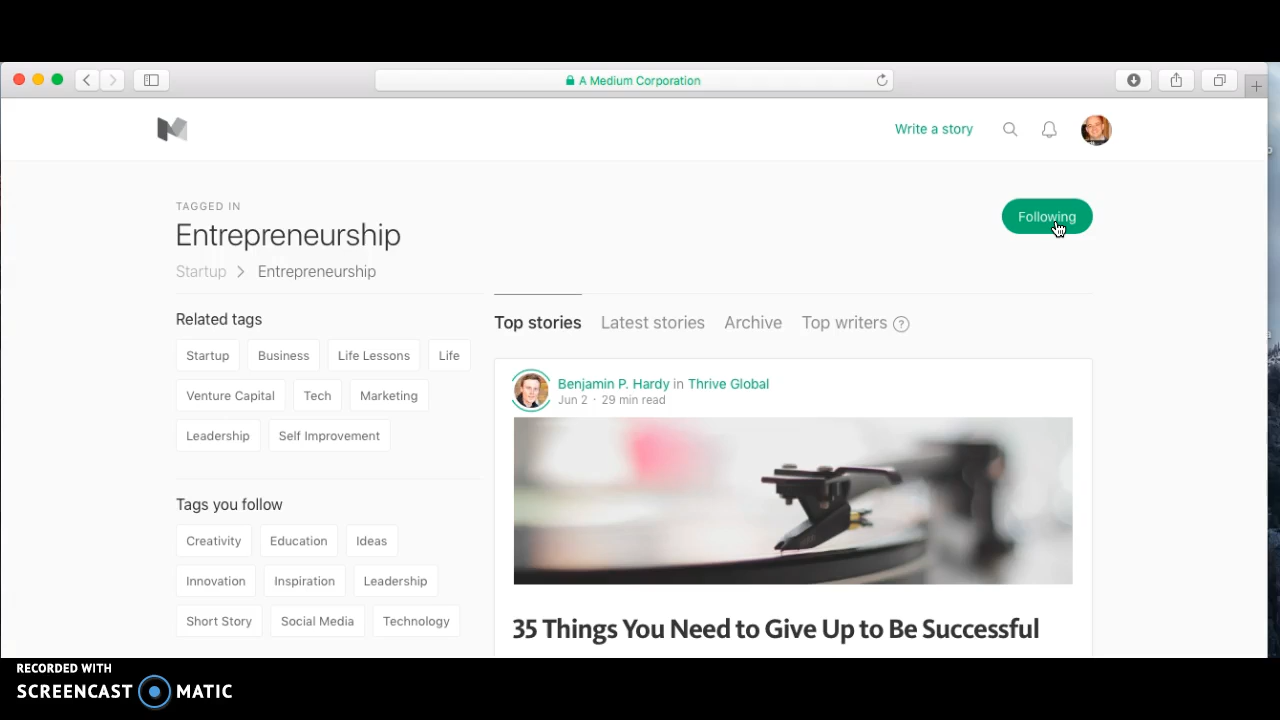 A Medium Corporation
Write a story
TAGGED IN
Entrepreneurship
Following
Startup > Entrepreneurship
Related tags
Startup Business Life Lessons Life
Venture Capital Tech Marketing
Leadership Self Improvement
Tags you follow
Creativity Education Ideas
Innovation Inspiration Leadership
Short Story Social Media Technology
Top stories Latest stories Archive Top writers ?
Benjamin P. Hardy in Thrive Global
Jun 2 · 29 min read
35 Things You Need to Give Up to Be Successful
RECORDED WITH
SCREENCAST MATIC